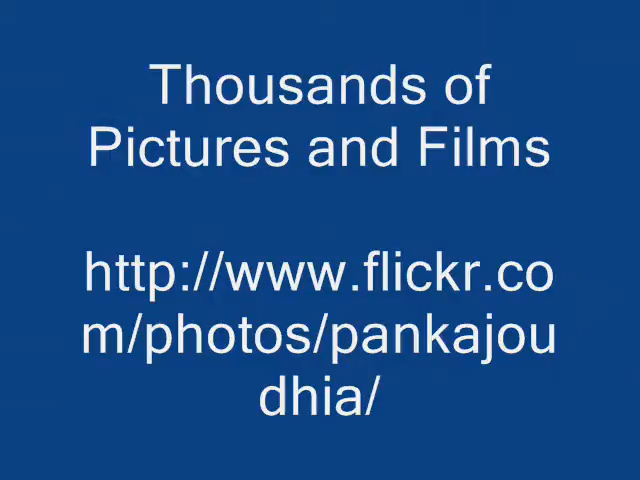 Thousands of
Pictures and Films
http://www.flickr.co
m/photos/pankajou
dhia/